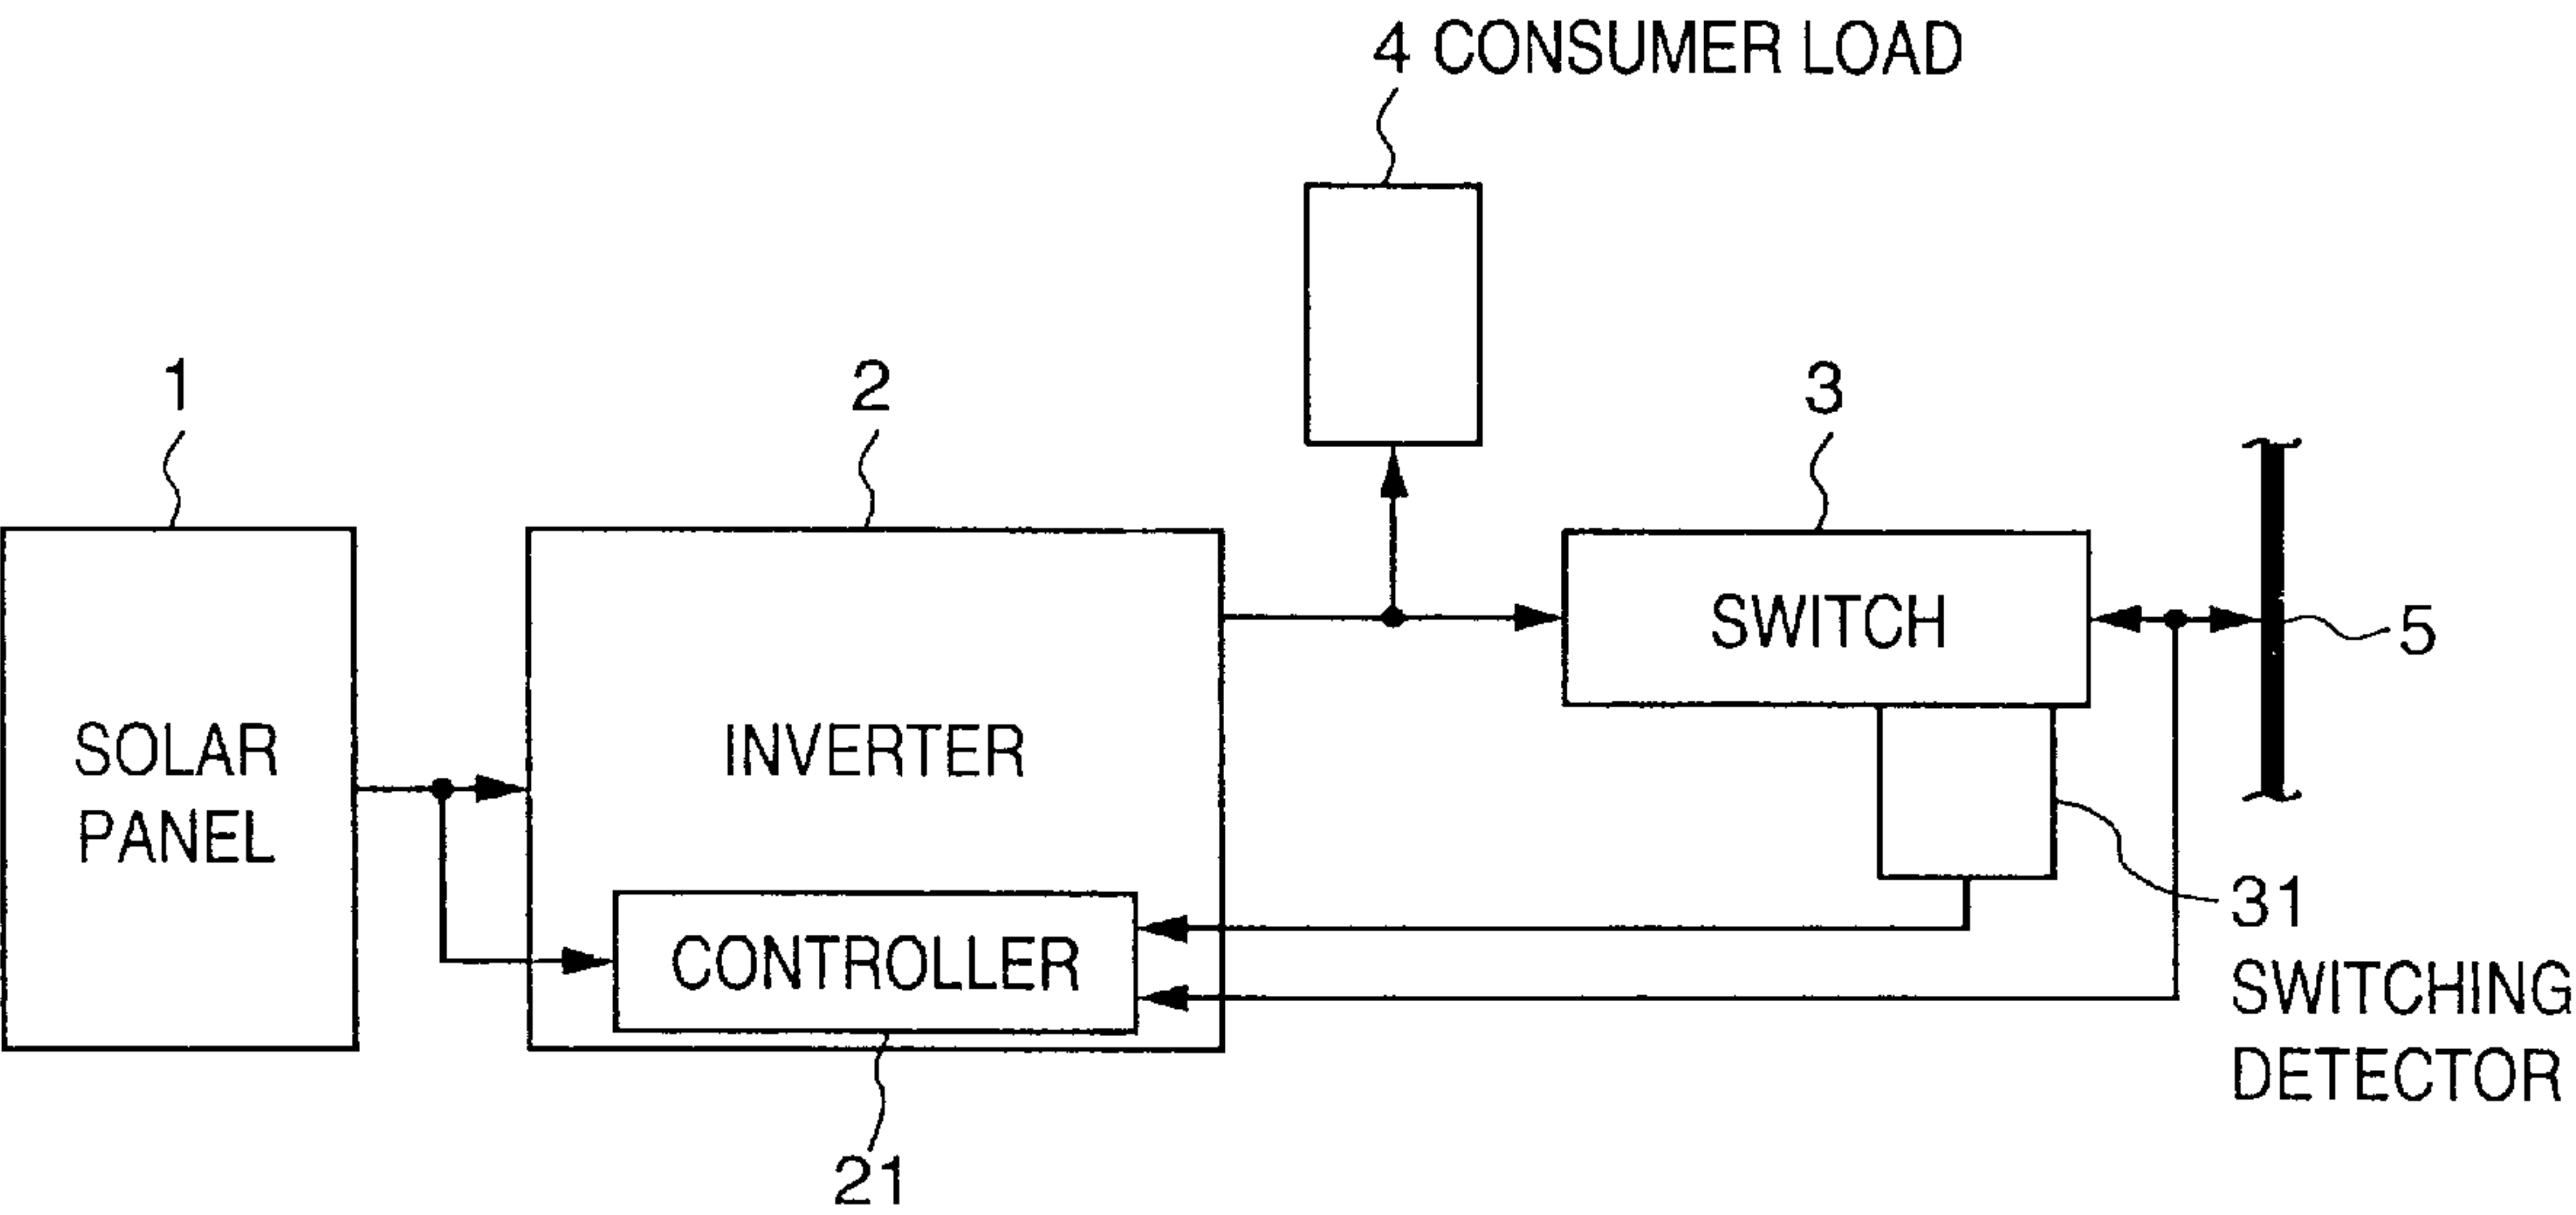 4 CONSUMER LOAD
1
2
3
SOLAR
PANEL
INVERTER
SWITCH
5
CONTROLLER
31
SWITCHING
DETECTOR
21